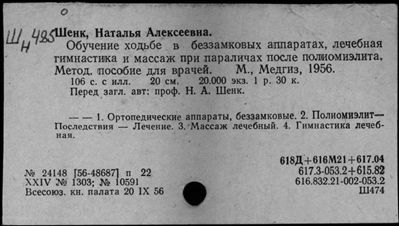 Шн485
Шенк, Наталья Алексеевна.
Обучение ходьбе в беззамковых аппаратах, лечебная
гимнастика и массаж при параличах после полиомиэлита.
Метод. пособие для врачей. М., Медгиз, 1956.
106 с. с илл. 20 см. 20.000 экз. 1 р. 30 к.
Перед загл. авт: проф. Н. А. Шенк.
— — 1. Ортопедические аппараты, беззамковые. 2. Полиомиэлит—
Последствия — Лечение. 3. Массаж лечебный. 4. Гимнастика лечеб-
ная.
618Д+616М21+617.04
№ 24148 [56-48687] п 22 617.3-053.2+615.82
XXIV № 1303; № 10591 616.832.21-002-053.2
Всесоюз. кн. палата 20 IX 56 Ш474